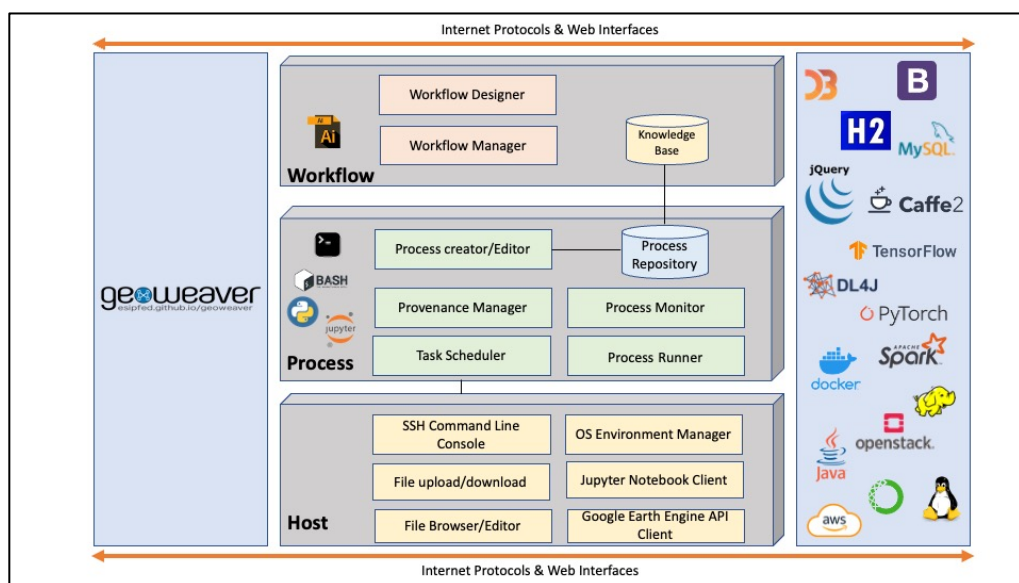 Internet Protocols & Web Interfaces
geoweaver
esipfed.github.io/geoweaver
Workflow Designer
Workflow Manager
Ai
Ai
Workflow
Knowledge
Base
Process creator/Editor
Process
Repository
BASH
Provenance Manager
Process Monitor
jupyter
Task Scheduler
Process Runner
Process
SSH Command Line
Console
OS Environment Manager
File upload/download
Jupyter Notebook Client
Host
File Browser/Editor
Google Earth Engine API
Client
B
H2
MySQL
jQuery
Caffe2
TensorFlow
DL4J
PyTorch
APACHE
Spark
docker
openstack.
Java
aws
Internet Protocols & Web Interfaces